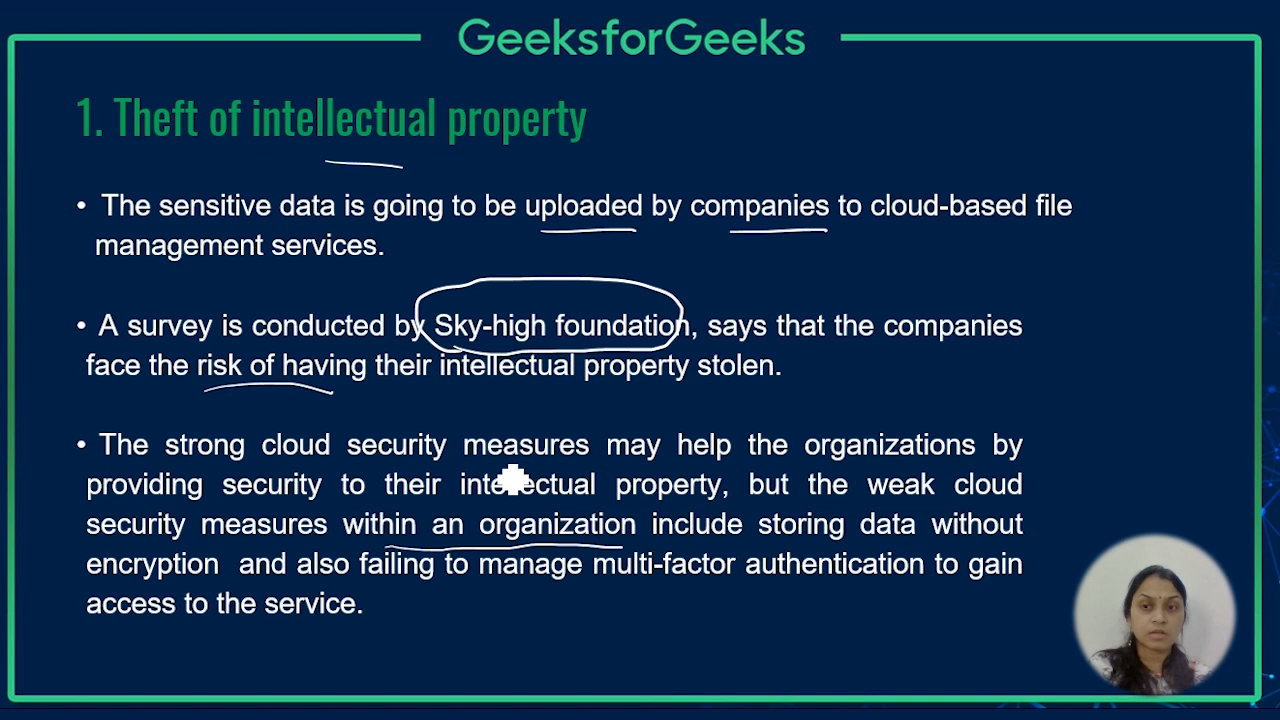 GeeksforGeeks
1. Theft of intellectual property
• The sensitive data is going to be uploaded by companies to cloud-based file
management services.
• A survey is conducted by Sky-high foundation, says that the companies
face the risk of having their intellectual property stolen.
• The strong cloud security measures may help the organizations by
providing security to their intellectual property, but the weak cloud
security measures within an organization include storing data without
encryption and also failing to manage multi-factor authentication to gain
access to the service.